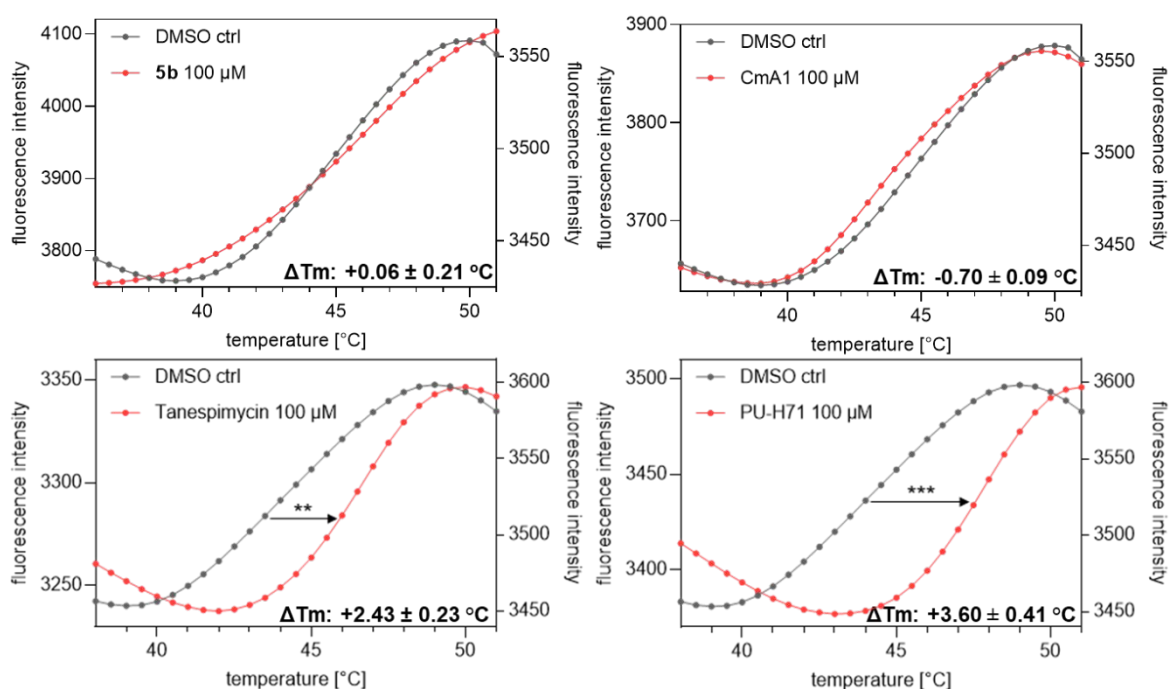 DMSO ctrl
5b 100 µM
fluorescence intensity
4100
4000
3900
3800
3550
3500
3450
fluorescence intensity
ΔTm: +0.06 ± 0.21 °C
40 45 50
temperature [°C]
DMSO ctrl
CmA1 100 µM
fluorescence intensity
3900
3800
3700
3550
3500
3450
fluorescence intensity
ΔTm: -0.70 ± 0.09 °C
40 45 50
temperature [°C]
DMSO ctrl
Tanespimycin 100 µM
fluorescence intensity
3350
3300
3250
3600
3550
3500
3450
fluorescence intensity
**
ΔTm: +2.43 ± 0.23 °C
40 45 50
temperature [°C]
DMSO ctrl
PU-H71 100 µM
fluorescence intensity
3500
3450
3400
3600
3550
3500
3450
fluorescence intensity
***
ΔTm: +3.60 ± 0.41 °C
40 45 50
temperature [°C]